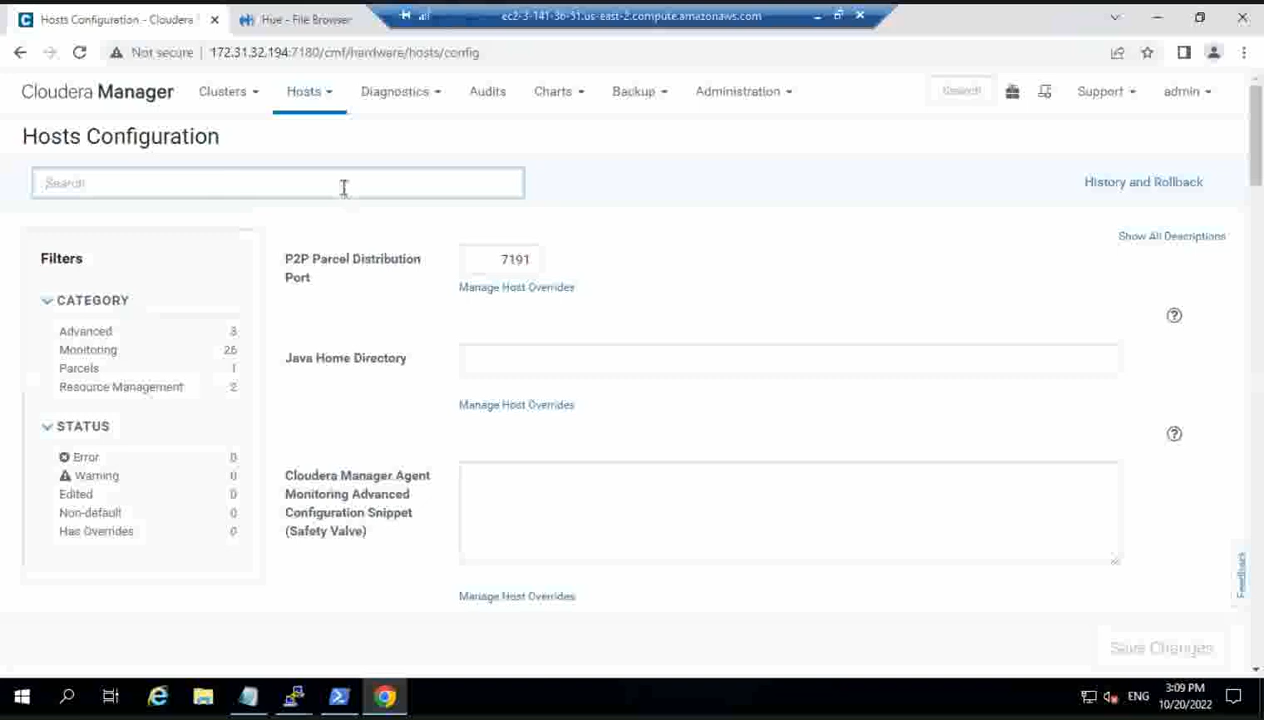 Hosts Configuration - Cloudera
Hue - File Browser
ec2-3-141-36-51.us-east-2.compute.amazonaws.com
Not secure
172.31.32.194:7180/cmf/hardware/hosts/config
Cloudera Manager
Clusters
Hosts
Diagnostics
Audits
Charts
Backup
Administration
Search
Support
admin
Hosts Configuration
Search
History and Rollback
Show All Descriptions
Filters
CATEGORY
Advanced 3
Monitoring 26
Parcels 1
Resource Management 2
STATUS
Error 0
Warning 0
Edited 0
Non-default 0
Has Overrides 0
P2P Parcel Distribution
Port
7191
Manage Host Overrides
Java Home Directory
Manage Host Overrides
Cloudera Manager Agent
Monitoring Advanced
Configuration Snippet
(Safety Valve)
Manage Host Overrides
Feedback
Save Changes
ENG
3:09 PM
10/20/2022